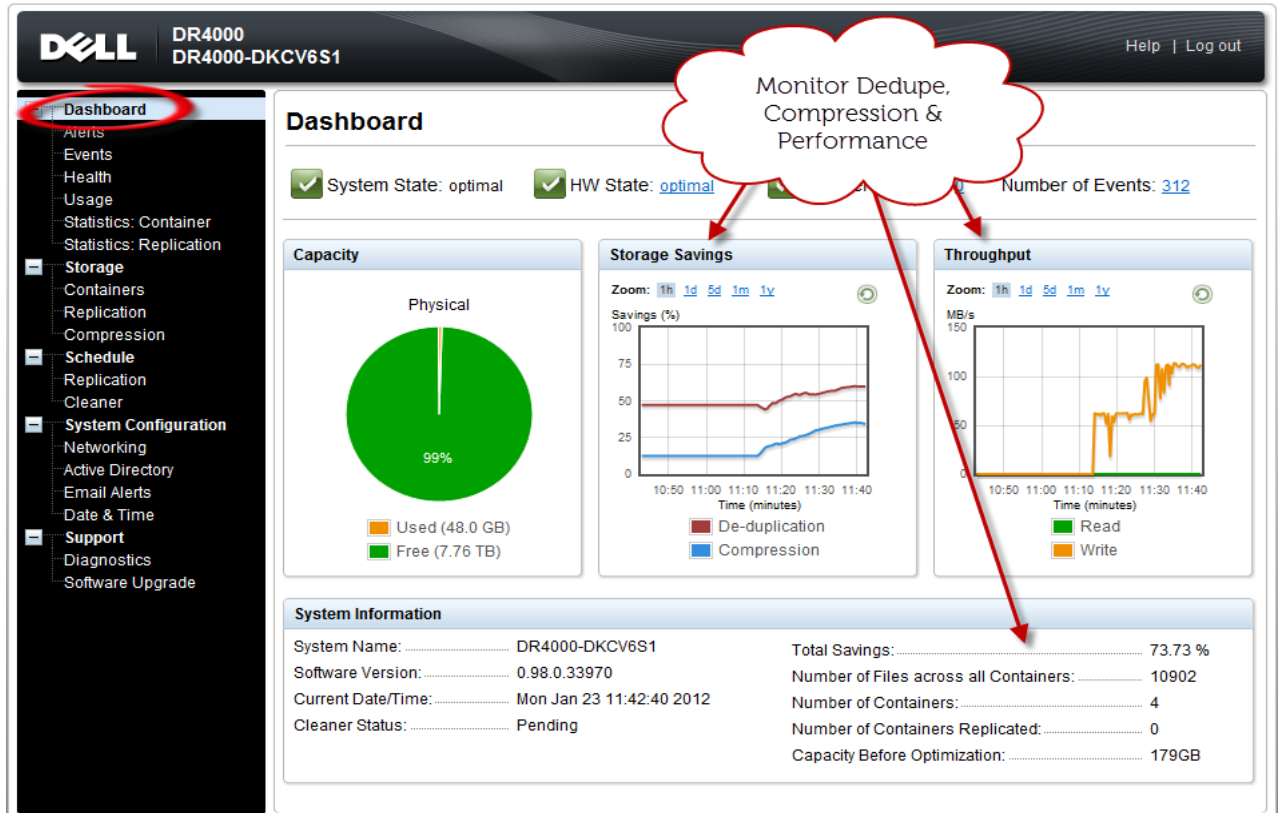 DELL
DR4000
DR4000-DKCV6S1
Help | Log out
Monitor Dedupe,
Compression &
Performance
Dashboard
Alerts
Events
Health
Usage
Statistics: Container
Statistics: Replication
Storage
Containers
Replication
Compression
Schedule
Replication
Cleaner
System Configuration
Networking
Active Directory
Email Alerts
Date & Time
Support
Diagnostics
Software Upgrade
Dashboard
System State: optimal HW State: optimal Number of Events: 312
Capacity
Physical
99%
Used (48.0 GB)
Free (7.76 TB)
Storage Savings
Zoom: 1h 1d 5d 1m 1y
Savings (%)
100
75
50
25
0
10:50 11:00 11:10 11:20 11:30 11:40
Time (minutes)
De-duplication
Compression
Throughput
Zoom: 1h 1d 5d 1m 1y
MB/s
150
100
50
0
10:50 11:00 11:10 11:20 11:30 11:40
Time (minutes)
Read
Write
System Information
System Name: DR4000-DKCV6S1
Software Version: 0.98.0.33970
Current Date/Time: Mon Jan 23 11:42:40 2012
Cleaner Status: Pending
Total Savings: 73.73 %
Number of Files across all Containers: 10902
Number of Containers: 4
Number of Containers Replicated: 0
Capacity Before Optimization: 179GB